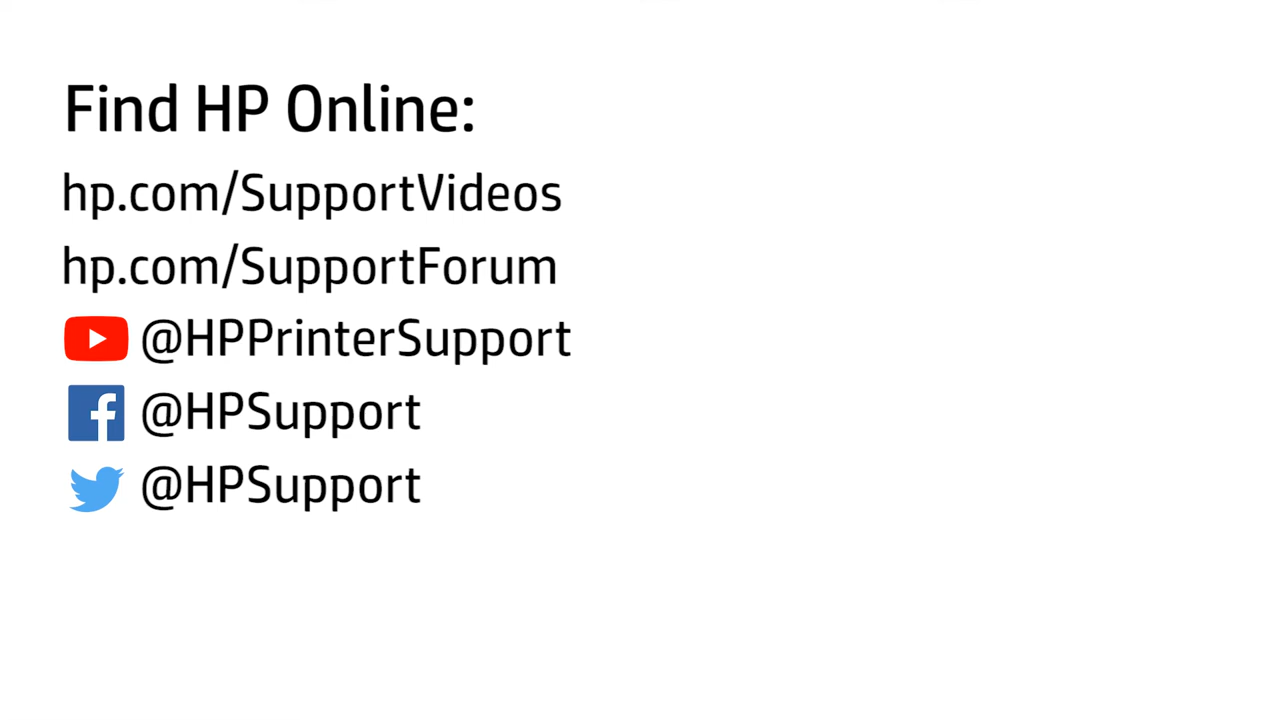 Find HP Online:
hp.com/SupportVideos
hp.com/SupportForum
@HPPrinterSupport
@HPSupport
@HPSupport